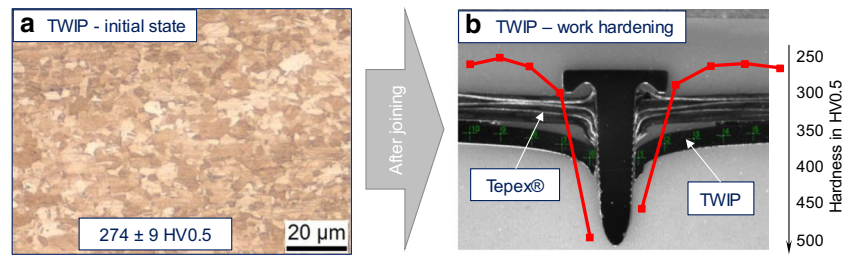 a
TWIP - initial state
274 ± 9 HV0.5
20 µm
After joining
b
TWIP – work hardening
Tepex®
TWIP
250
300
350
400
450
500
Hardness in HV0.5